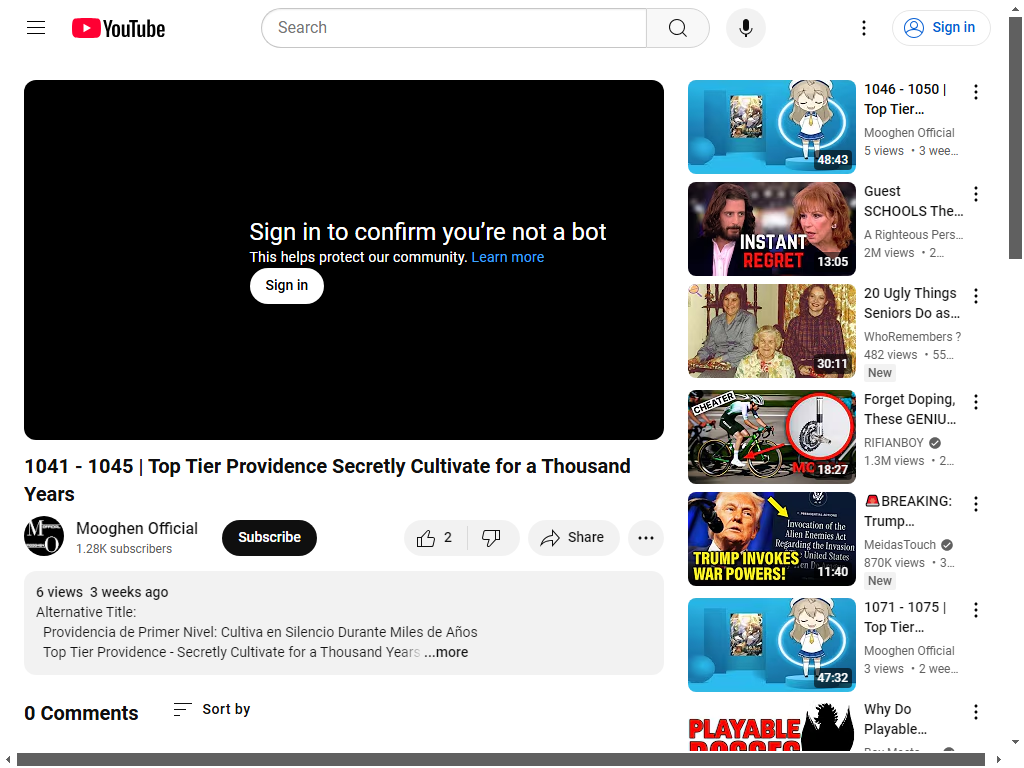 YouTube
Search
Sign in
Sign in to confirm you're not a bot
This helps protect our community. Learn more
Sign in
1041 - 1045 | Top Tier Providence Secretly Cultivate for a Thousand
Years
Mooghen Official
1.28K subscribers
Subscribe
2
Share
6 views 3 weeks ago
Alternative Title:
Providencia de Primer Nivel: Cultiva en Silencio Durante Miles de Años
Top Tier Providence - Secretly Cultivate for a Thousand Years ...more
0 Comments
Sort by
48:43
1046 - 1050 |
Top Tier...
Mooghen Official
5 views • 3 wee...
INSTANT
REGRET
13:05
Guest
SCHOOLS The...
A Righteous Pers...
2M views • 2...
30:11
20 Ugly Things
Seniors Do as...
WhoRemembers ?
482 views • 55...
New
CHEATER
18:27
Forget Doping,
These GENIU...
RIFIANBOY
1.3M views • 2...
Invocation of the
Alien Enemies Act
Regarding the Invasion
TRUMP INVOKES
WAR POWERS!
11:40
🚨BREAKING:
Trump...
MeidasTouch
870K views • 3...
New
47:32
1071 - 1075 |
Top Tier...
Mooghen Official
3 views • 2 wee...
PLAYABLE
Why Do
Playable...